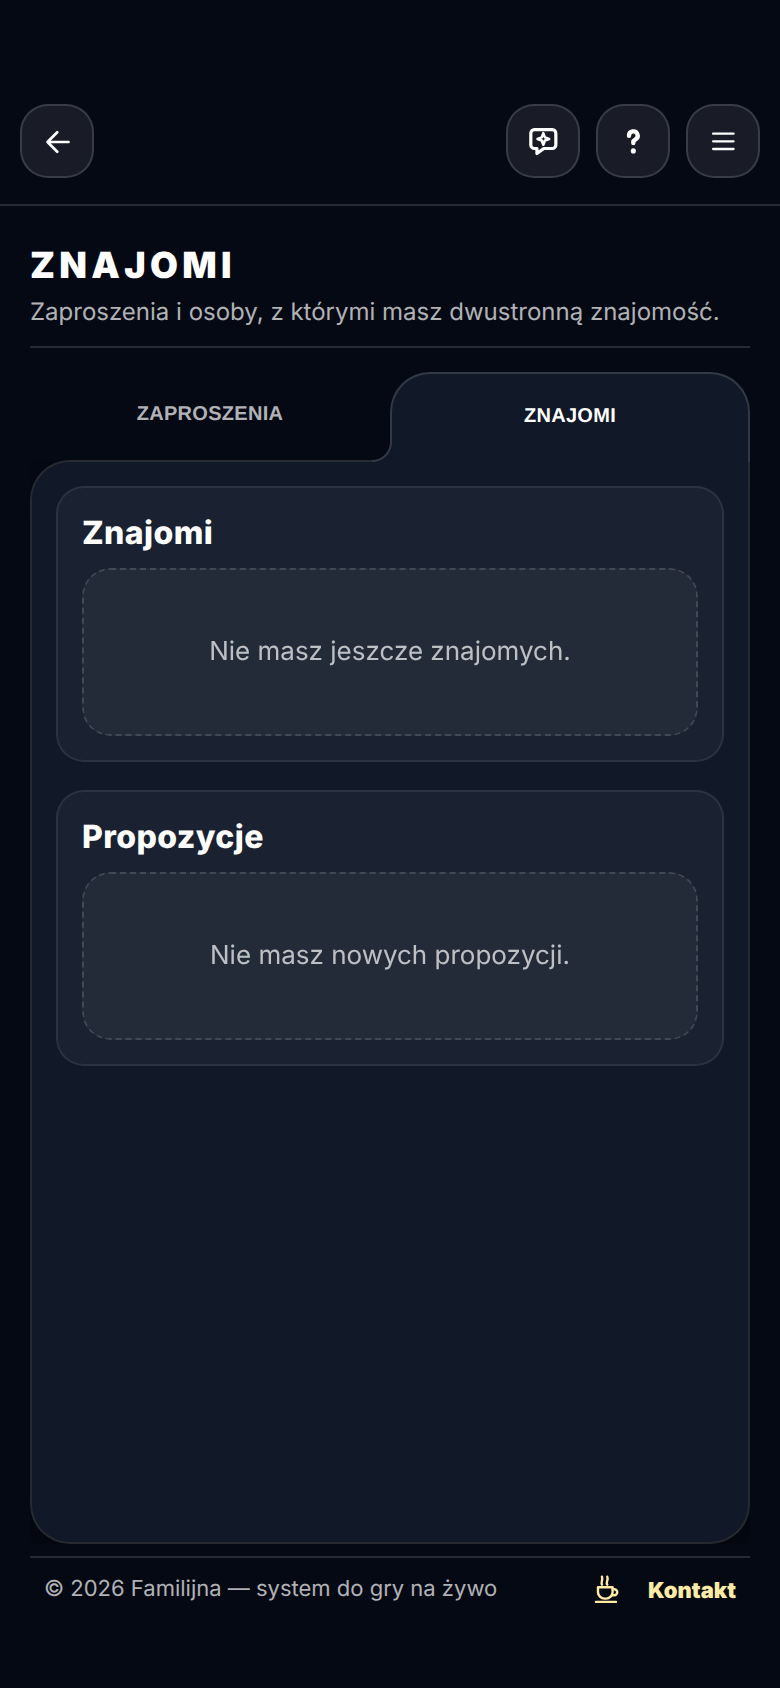 ZNAJOMI
Zaproszenia i osoby, z którymi masz dwustronną znajomość.
ZAPROSZENIA
ZNAJOMI
Znajomi
Nie masz jeszcze znajomych.
Propozycje
Nie masz nowych propozycji.
© 2026 Familijna — system do gry na żywo
Kontakt